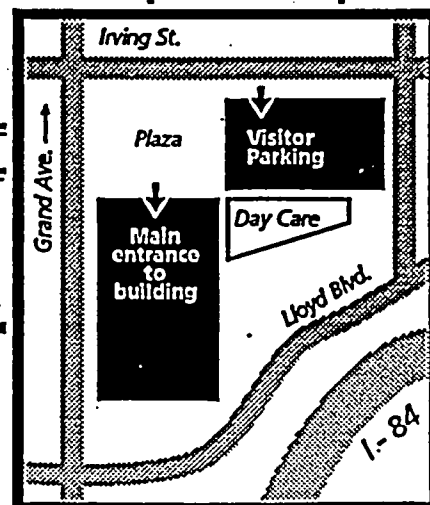 Irving St.
Plaza
Visitor
Parking
Grand Ave.
Day Care
Main
entrance
to
building
Lloyd Blvd.
I.- 84